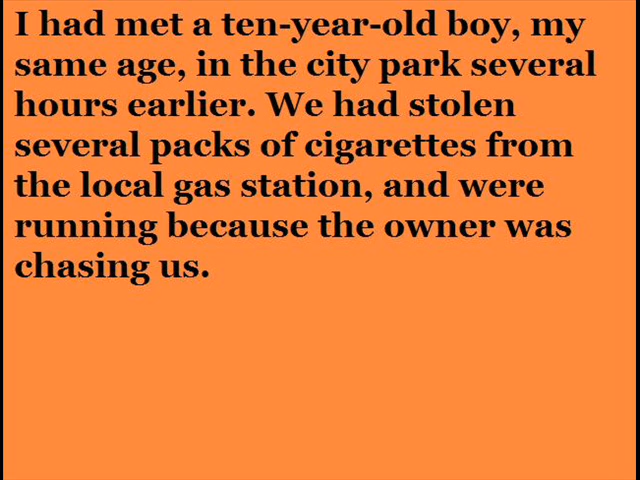 I had met a ten-year-old boy, my
same age, in the city park several
hours earlier. We had stolen
several packs of cigarettes from
the local gas station, and were
running because the owner was
chasing us.